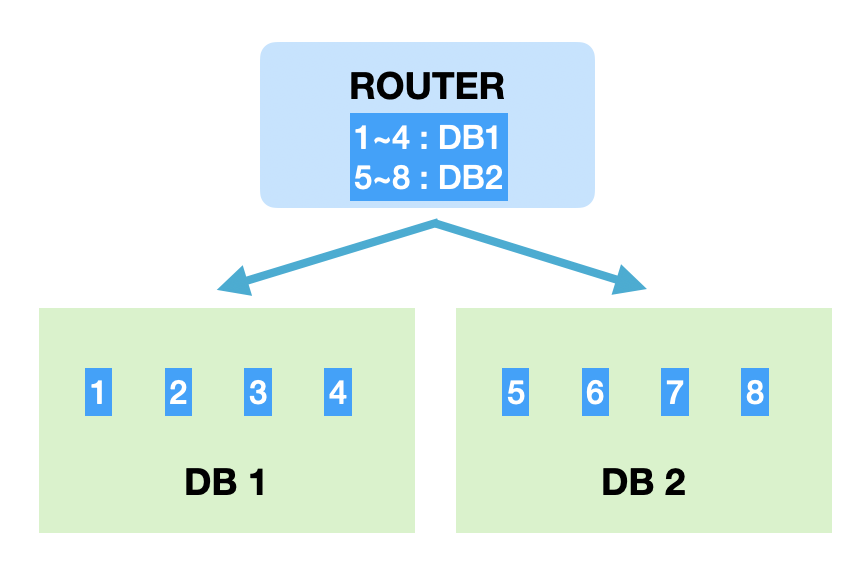 ROUTER
1~4 : DB1
5~8 : DB2
1 2 3 4
DB 1
5 6 7 8
DB 2